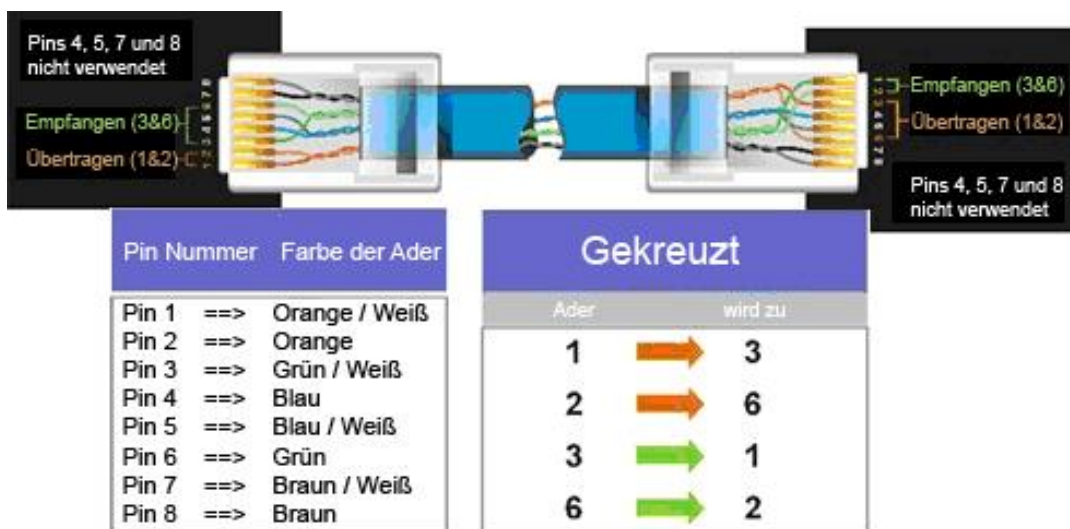 Pins 4, 5, 7 und 8
nicht verwendet
Empfangen (3&6)
Übertragen (1&2)
Empfangen (3&6)
Übertragen (1&2)
Pins 4, 5, 7 und 8
nicht verwendet
Pin Nummer Farbe der Ader
Pin 1 ==> Orange / Weiß
Pin 2 ==> Orange
Pin 3 ==> Grün / Weiß
Pin 4 ==> Blau
Pin 5 ==> Blau / Weiß
Pin 6 ==> Grün
Pin 7 ==> Braun / Weiß
Pin 8 ==> Braun
Gekreuzt
Ader wird zu
1 3
2 6
3 1
6 2